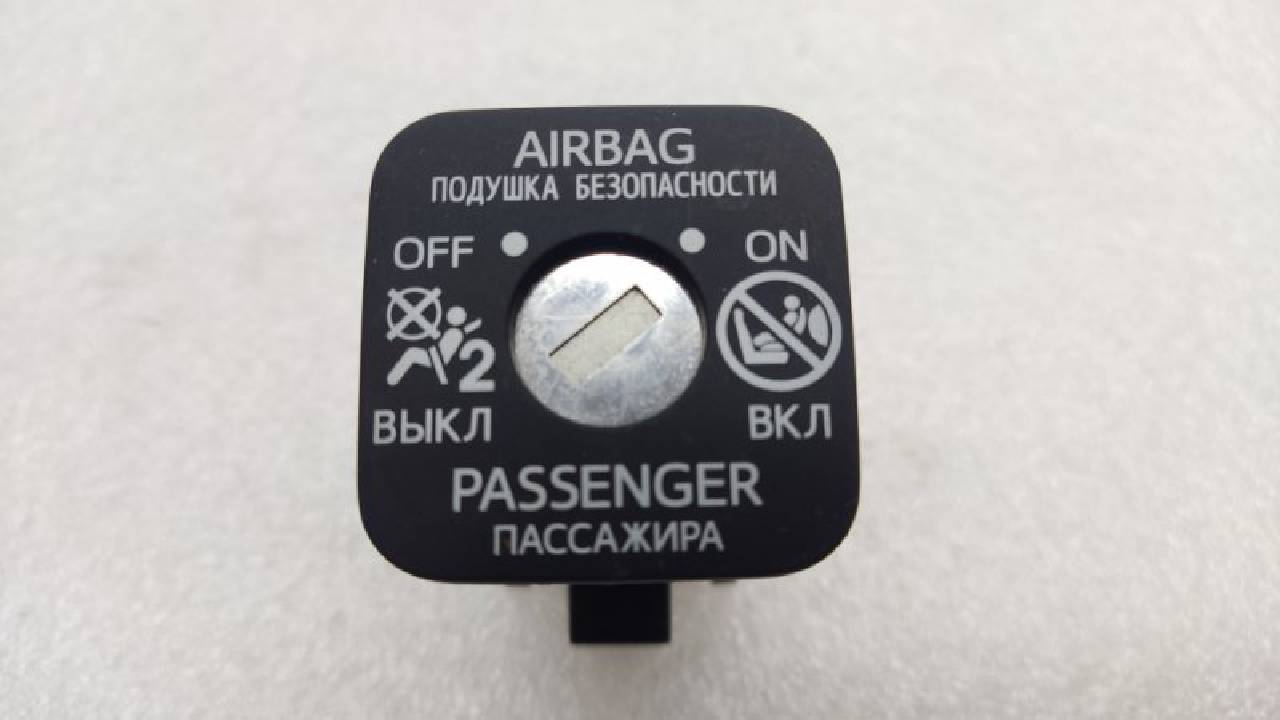 AIRBAG
ПОДУШКА БЕЗОПАСНОСТИ
OFF
ON
2
ВЫКЛ
ВКЛ
PASSENGER
ПАССАЖИРА